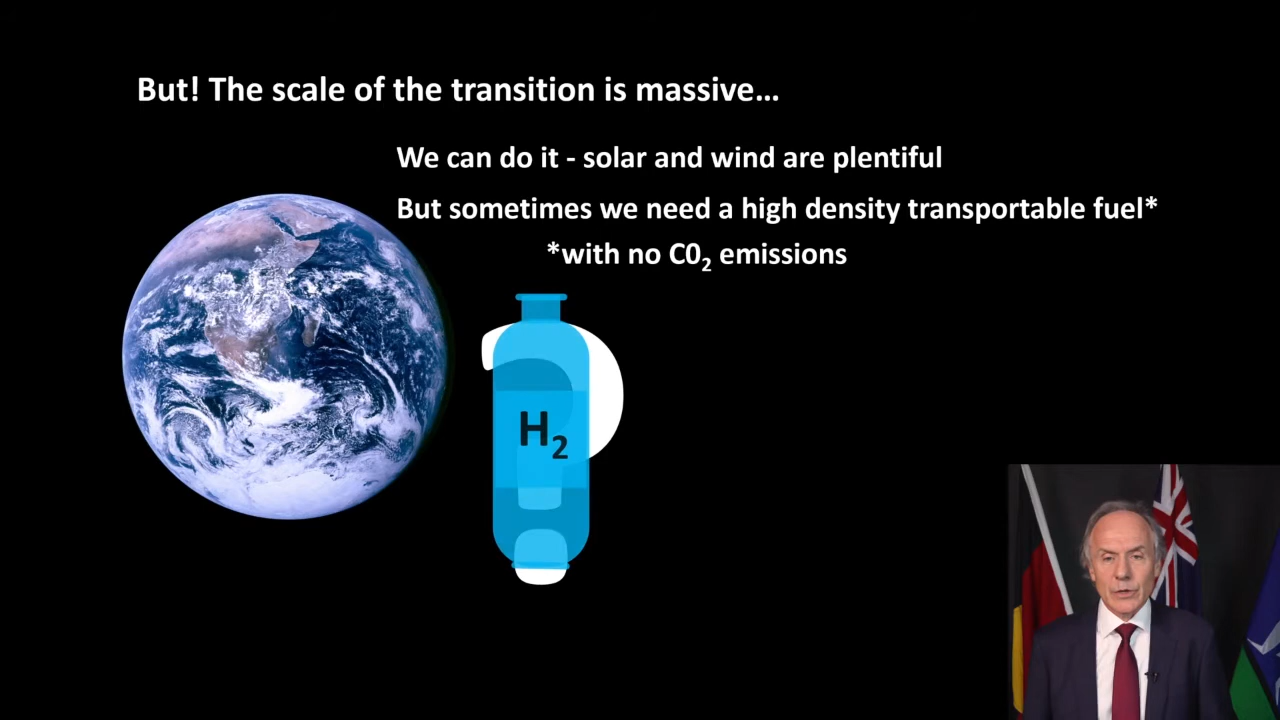 But! The scale of the transition is massive…
We can do it - solar and wind are plentiful
But sometimes we need a high density transportable fuel*
*with no C0₂ emissions
?
H₂